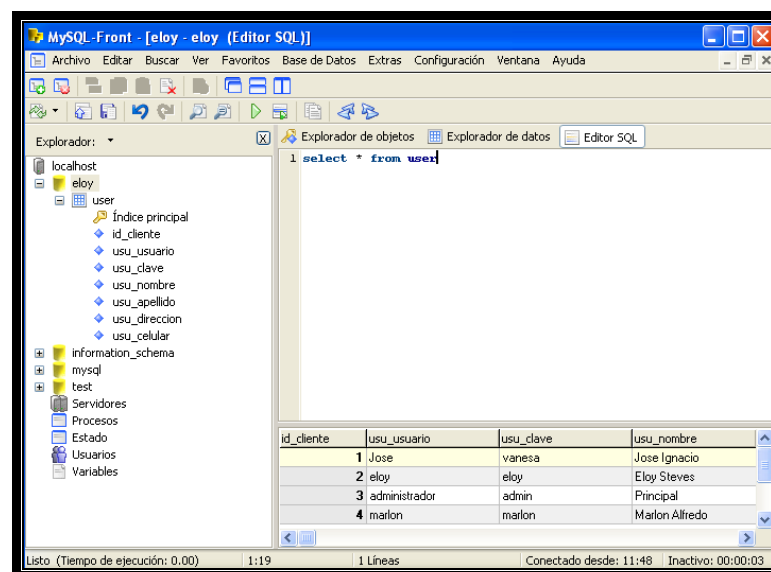 MySQL-Front - [eloy - eloy (Editor SQL)]
Archivo Editar Buscar Ver Favoritos Base de Datos Extras Configuración Ventana Ayuda
Explorador:
Explorador de objetos Explorador de datos Editor SQL
1 select * from user
localhost
eloy
user
Índice principal
id_cliente
usu_usuario
usu_clave
usu_nombre
usu_apellido
usu_direccion
usu_celular
information_schema
mysql
test
Servidores
Procesos
Estado
Usuarios
Variables
id_cliente usu_usuario usu_clave usu_nombre
1 Jose vanesa Jose Ignacio
2 eloy eloy Eloy Steves
3 administrador admin Principal
4 marlon marlon Marlon Alfredo
Listo (Tiempo de ejecución: 0.00) 1:19 1 Líneas Conectado desde: 11:48 Inactivo: 00:00:03